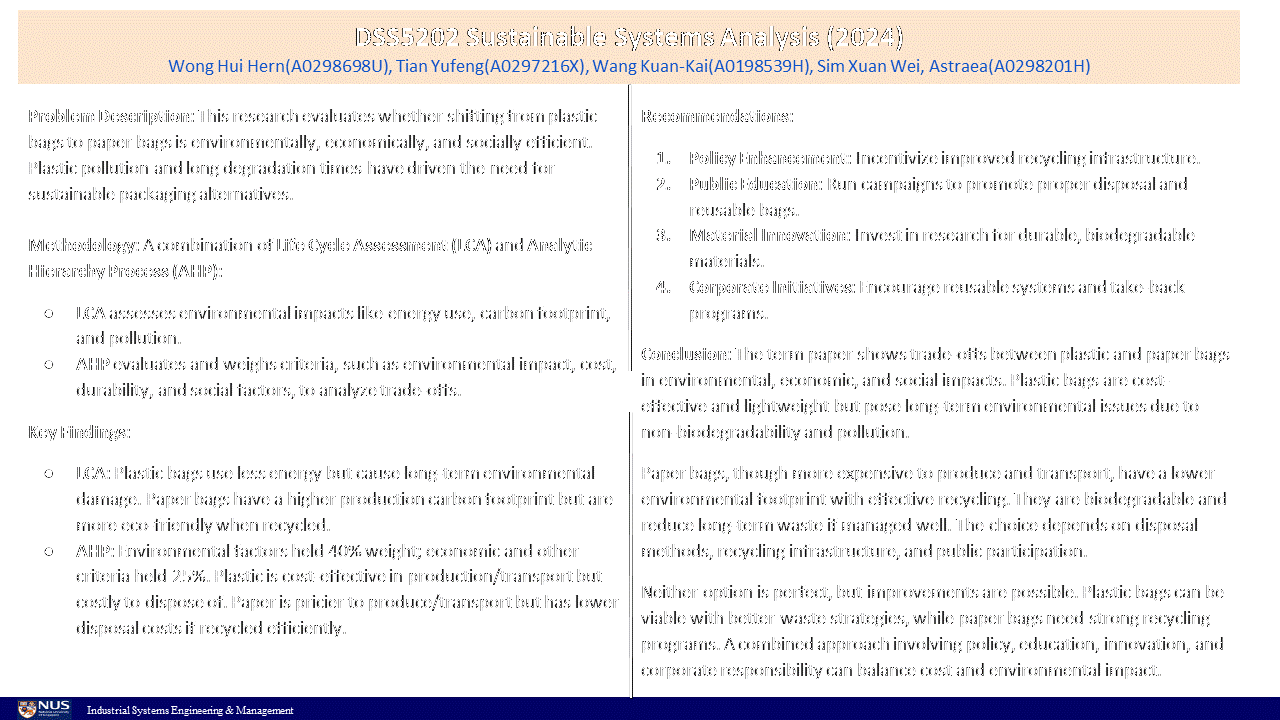 DSS5202 Sustainable Systems Analysis (2024)
Wong Hui Hern(A0298698U), Tian Yufeng(A0297216X), Wang Kuan-Kai(A0198539H), Sim Xuan Wei, Astraea(A0298201H)
Problem Description: This research evaluates whether shifting from plastic
bags to paper bags is environmentally, economically, and socially efficient.
Plastic pollution and long degradation times have driven the need for
sustainable packaging alternatives.
Methodology: A combination of Life Cycle Assessment (LCA) and Analytic
Hierarchy Process (AHP):
○ LCA assesses environmental impacts like energy use, carbon footprint,
and pollution.
○ AHP evaluates and weighs criteria, such as environmental impact, cost,
durability, and social factors, to analyze trade-offs.
Key Findings:
○ LCA: Plastic bags use less energy but cause long-term environmental
damage. Paper bags have a higher production carbon footprint but are
more eco-friendly when recycled.
○ AHP: Environmental factors hold 40% weight; economic and other
criteria hold 25%. Plastic is cost-effective in production/transport but
costly to dispose of. Paper is pricier to produce/transport but has lower
disposal costs if recycled efficiently.
Recommendations:
1. Policy Enhancement: Incentivize improved recycling infrastructure.
2. Public Education: Run campaigns to promote proper disposal and
reusable bags.
3. Material Innovation: Invest in research for durable, biodegradable
materials.
4. Corporate Initiatives: Encourage reusable systems and take-back
programs.
Conclusion: The term paper shows trade-offs between plastic and paper bags
in environmental, economic, and social impacts. Plastic bags are cost-
effective and lightweight but pose long-term environmental issues due to
non-biodegradability and pollution.
Paper bags, though more expensive to produce and transport, have a lower
environmental footprint with effective recycling. They are biodegradable and
reduce long-term waste if managed well. The choice depends on disposal
methods, recycling infrastructure, and public participation.
Neither option is perfect, but improvements are possible. Plastic bags can be
viable with better waste strategies, while paper bags need strong recycling
programs. A combined approach involving policy, education, innovation, and
corporate responsibility can balance cost and environmental impact.
NUS
Industrial Systems Engineering & Management